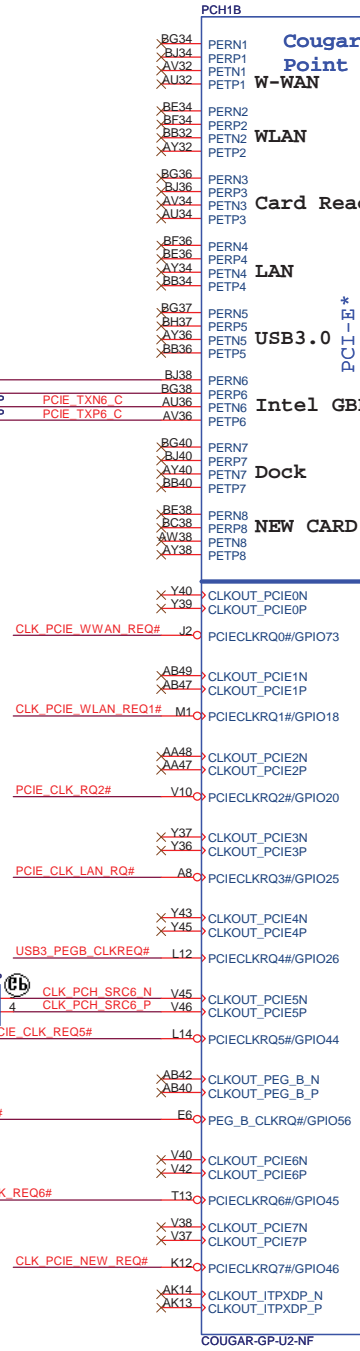 PCH1B
BG34 PERN1 Cougar
BJ34 PERP1 Point
AV32 PETN1
AU32 PETP1 W-WAN
BE34 PERN2
BF34 PERP2
BB32 PETN2 WLAN
AY32 PETP2
BG36 PERN3
BJ36 PERP3
AV34 PETN3 Card Rea
AU34 PETP3
BF36 PERN4
BE36 PERP4
AY34 PETN4 LAN
BB34 PETP4
PCI-E*
BG37 PERN5
BH37 PERP5
AY36 PETN5 USB3.0
BB36 PETP5
BJ38 PERN6
BG38 PERP6
PCIE_TXN6_C AU36 PETN6 Intel GB
PCIE_TXP6_C AV36 PETP6
BG40 PERN7
BJ40 PERP7
AY40 PETN7 Dock
BB40 PETP7
BE38 PERN8
BC38 PERP8 NEW CARD
AW38 PETN8
AY38 PETP8
Y40 CLKOUT_PCIE0N
Y39 CLKOUT_PCIE0P
CLK_PCIE_WWAN_REQ# J2 PCIECLKRQ0#/GPIO73
AB49 CLKOUT_PCIE1N
AB47 CLKOUT_PCIE1P
CLK_PCIE_WLAN_REQ1# M1 PCIECLKRQ1#/GPIO18
AA48 CLKOUT_PCIE2N
AA47 CLKOUT_PCIE2P
PCIE_CLK_RQ2# V10 PCIECLKRQ2#/GPIO20
Y37 CLKOUT_PCIE3N
Y36 CLKOUT_PCIE3P
PCIE_CLK_LAN_RQ# A8 PCIECLKRQ3#/GPIO25
Y43 CLKOUT_PCIE4N
Y45 CLKOUT_PCIE4P
USB3_PEGB_CLKREQ# L12 PCIECLKRQ4#/GPIO26
CLK_PCH_SRC6_N V45 CLKOUT_PCIE5N
4 CLK_PCH_SRC6_P V46 CLKOUT_PCIE5P
CIE_CLK_REQ5# L14 PCIECLKRQ5#/GPIO44
AB42 CLKOUT_PEG_B_N
AB40 CLKOUT_PEG_B_P
# E6 PEG_B_CLKRQ#/GPIO56
V40 CLKOUT_PCIE6N
V42 CLKOUT_PCIE6P
K_REQ6# T13 PCIECLKRQ6#/GPIO45
V38 CLKOUT_PCIE7N
V37 CLKOUT_PCIE7P
CLK_PCIE_NEW_REQ# K12 PCIECLKRQ7#/GPIO46
AK14 CLKOUT_ITPXDP_N
AK13 CLKOUT_ITPXDP_P
COUGAR-GP-U2-NF